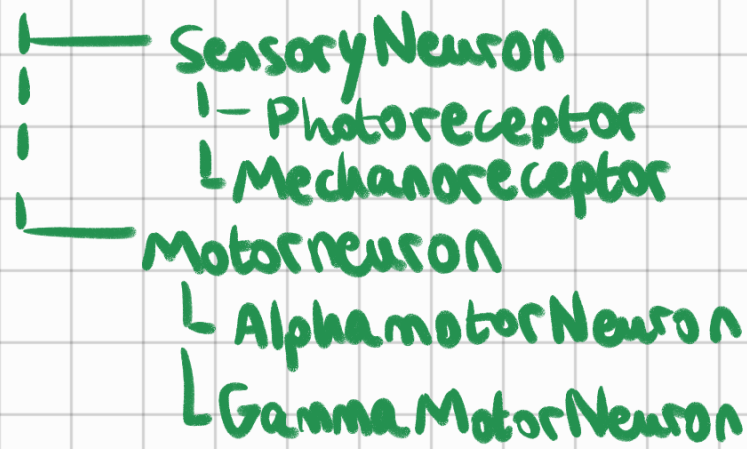 SensoryNeuron
Photoreceptor
Mechanoreceptor
Motorneuron
AlphamotorNeuron
GammaMotorNeuron